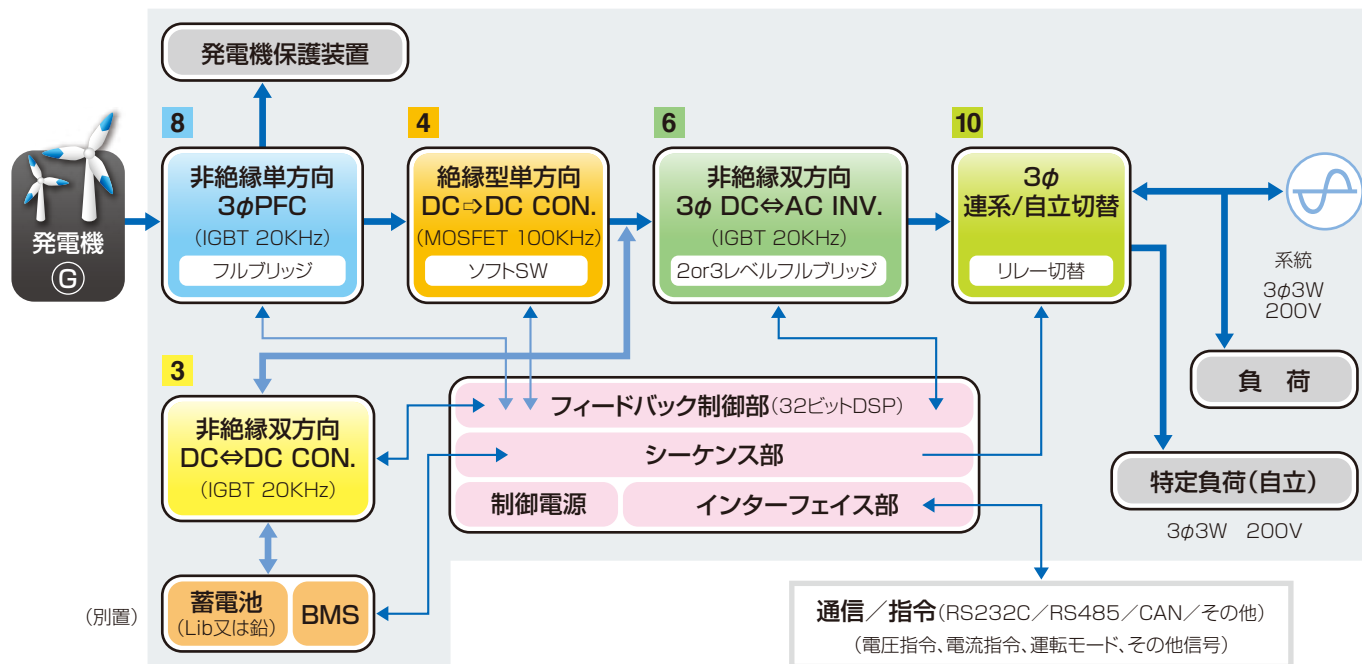 発電機保護装置
8
非絶縁単方向
3φPFC
(IGBT 20KHz)
フルブリッジ
4
絶縁型単方向
DC⇨DC CON.
(MOSFET 100KHz)
ソフトSW
6
非絶縁双方向
3φ DC⇔AC INV.
(IGBT 20KHz)
2or3レベルフルブリッジ
10
3φ
連系/自立切替
リレー切替
発電機
G
系統
3φ3W
200V
負 荷
特定負荷(自立)
3φ3W 200V
3
非絶縁双方向
DC⇔DC CON.
(IGBT 20KHz)
フィードバック制御部(32ビットDSP)
シーケンス部
制御電源
インターフェイス部
(別置)
蓄電池
(Lib又は鉛)
BMS
通信／指令(RS232C／RS485／CAN／その他)
(電圧指令、電流指令、運転モード、その他信号)